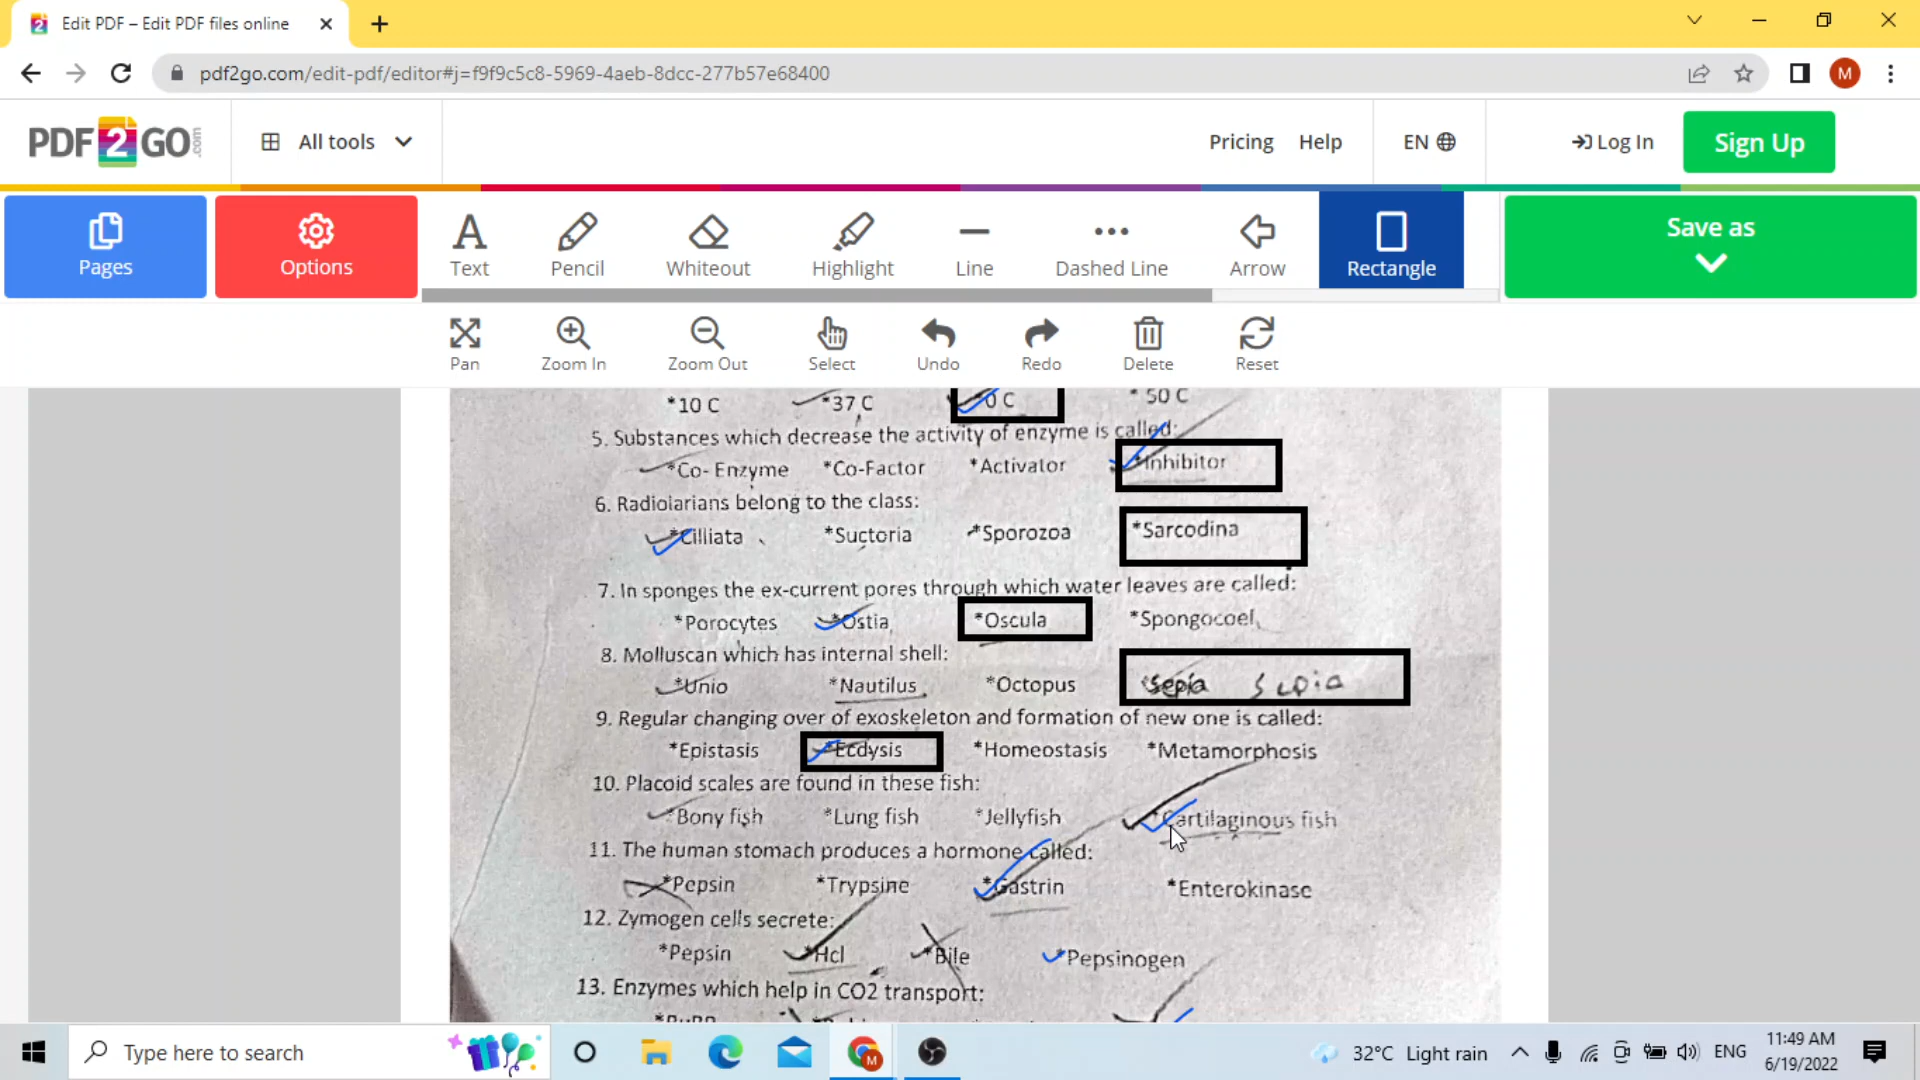 Edit PDF – Edit PDF files online
pdf2go.com/edit-pdf/editor#j=f9f9c5c8-5969-4aeb-8dcc-277b57e68400
M
PDF2GO.com All tools Pricing Help EN Log In Sign Up
Pages Options Text Pencil Whiteout Highlight Line Dashed Line Arrow Rectangle Save as
Pan Zoom In Zoom Out Select Undo Redo Delete Reset
*10 C *37 C *0 C *50 C
5. Substances which decrease the activity of enzyme is called:
*Co- Enzyme *Co-Factor *Activator *Inhibitor
6. Radiolarians belong to the class:
*Cilliata *Suctoria *Sporozoa *Sarcodina
7. In sponges the ex-current pores through which water leaves are called:
*Porocytes *Ostia *Oscula *Spongocoel
8. Molluscan which has internal shell:
*Unio *Nautilus *Octopus *Sepia Sepia
9. Regular changing over of exoskeleton and formation of new one is called:
*Epistasis *Ecdysis *Homeostasis *Metamorphosis
10. Placoid scales are found in these fish:
*Bony fish *Lung fish *Jellyfish *Cartilaginous fish
11. The human stomach produces a hormone called:
*Pepsin *Trypsine *Gastrin *Enterokinase
12. Zymogen cells secrete:
*Pepsin *Hcl *Bile *Pepsinogen
13. Enzymes which help in CO2 transport:
Type here to search
M
32°C Light rain
ENG
11:49 AM
6/19/2022